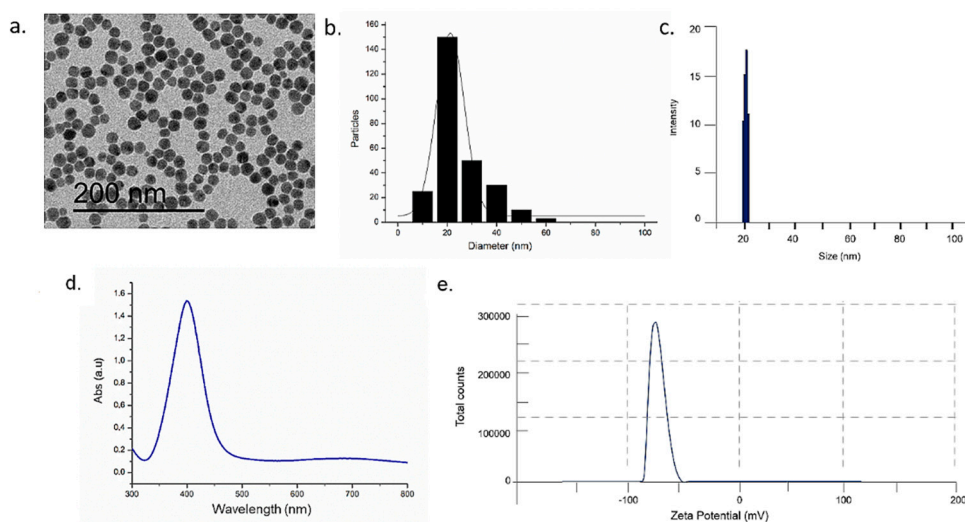 a.
200 nm
b.
160
140
120
100
80
60
40
20
0
Particles
0 20 40 60 80 100
Diameter (nm)
c.
20
15
10
5
0
Intensity
20 40 60 80 100
Size (nm)
d.
1.6
1.4
1.2
1.0
0.8
0.6
0.4
0.2
0.0
Abs (a.u)
300 400 500 600 700 800
Wavelength (nm)
e.
300000
200000
100000
0
Total counts
-100 0 100 200
Zeta Potential (mV)